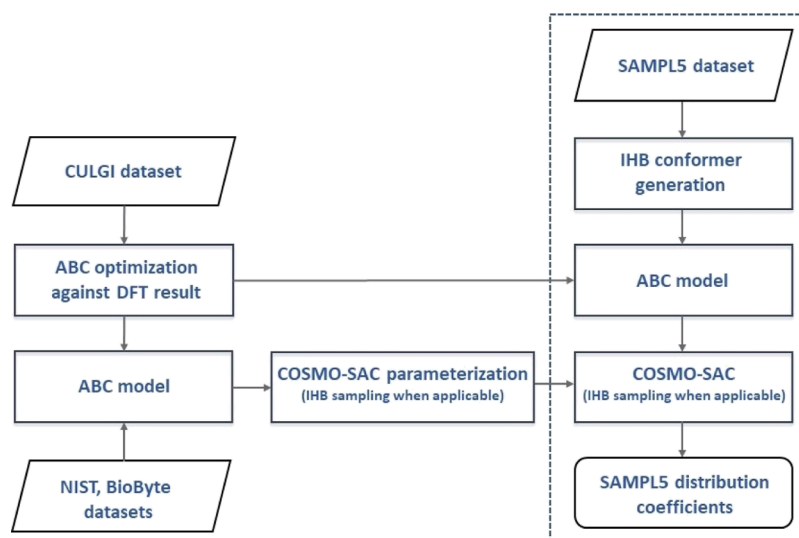 SAMPL5 dataset
IHB conformer
generation
CULGI dataset
ABC optimization
against DFT result
ABC model
ABC model
COSMO-SAC parameterization
(IHB sampling when applicable)
COSMO-SAC
(IHB sampling when applicable)
NIST, BioByte
datasets
SAMPL5 distribution
coefficients